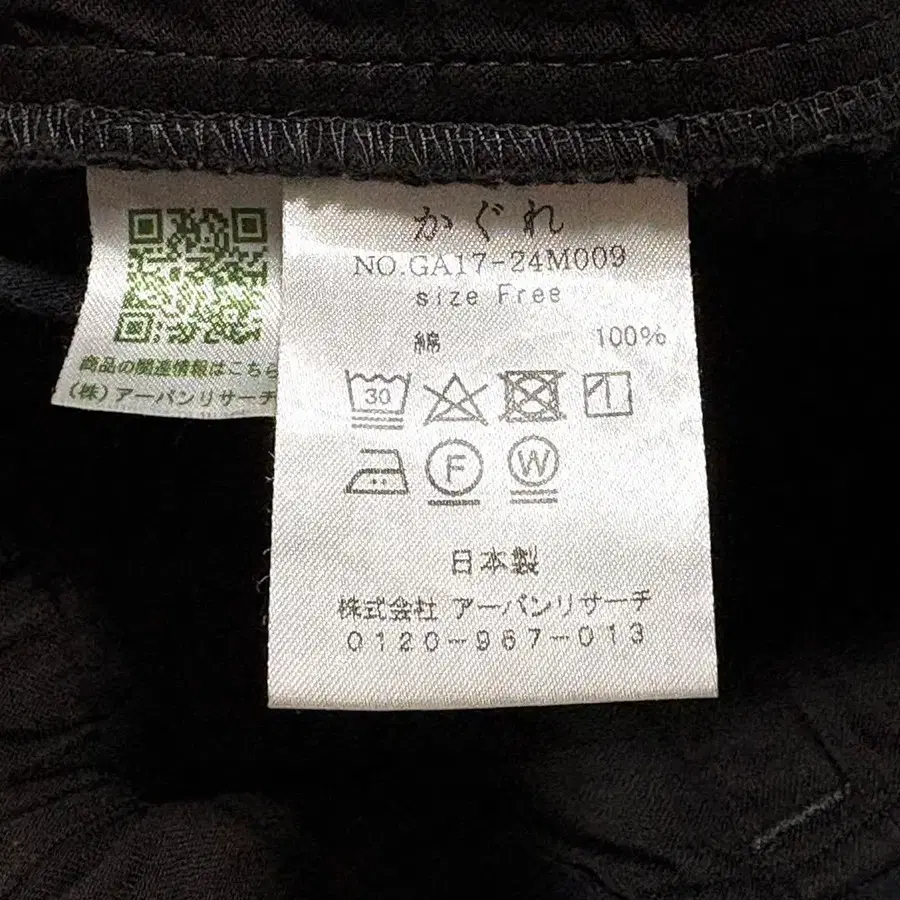 かぐれ
NO.GA17-24M009
size Free
綿 100%
30
F W
日本製
株式会社 アーバンリサーチ
0120-967-013
商品の関連情報はこちら
(株)アーバンリサーチ